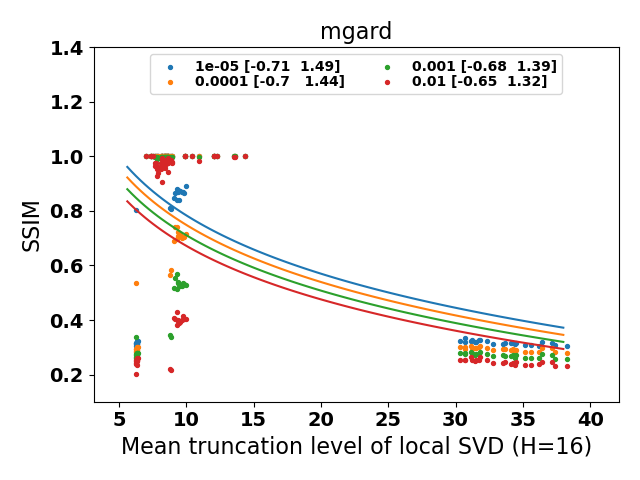 mgard
1.4
1e-05 [-0.71  1.49]
0.001 [-0.68  1.39]
0.0001 [-0.7   1.44]
0.01 [-0.65  1.32]
1.2
1.0
0.8
0.6
0.4
0.2
SSIM
5 10 15 20 25 30 35 40
Mean truncation level of local SVD (H=16)